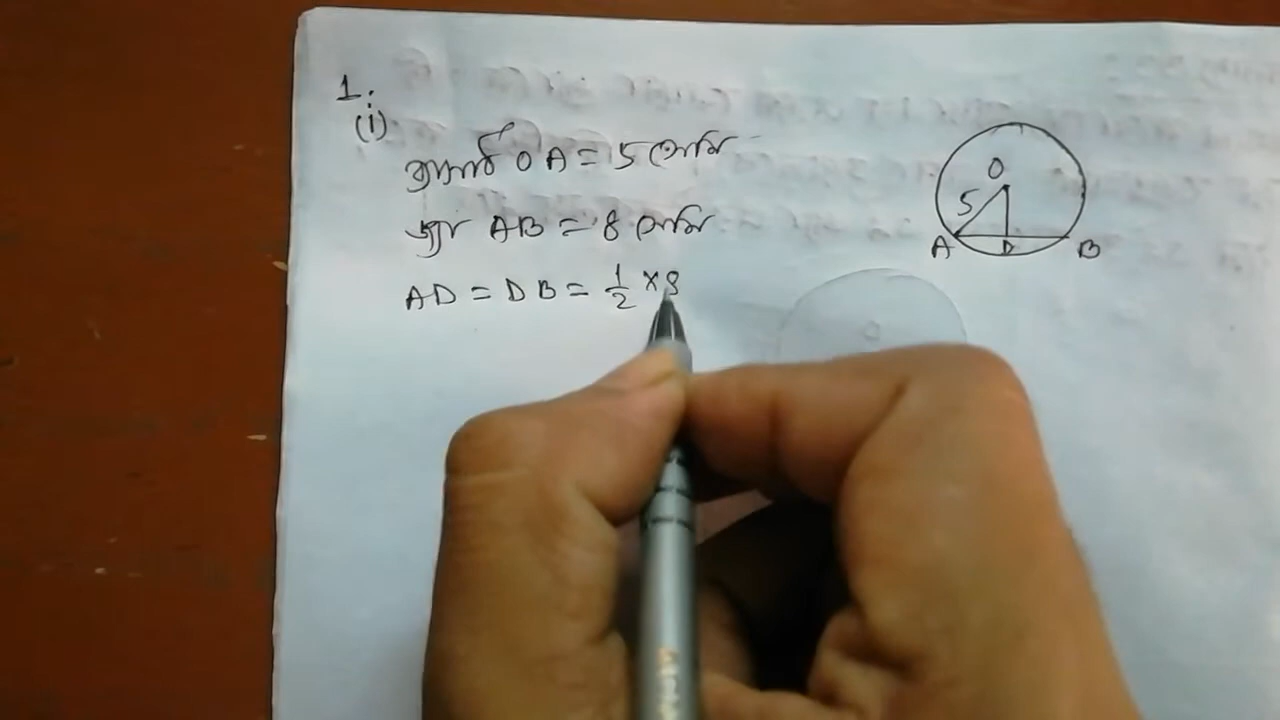 1.
(i)
ব্যাসার্ধ OA = 5 সেমি
জ্যা AB = 8 সেমি
AD = DB = 1/2 × 8
O
5
A D B